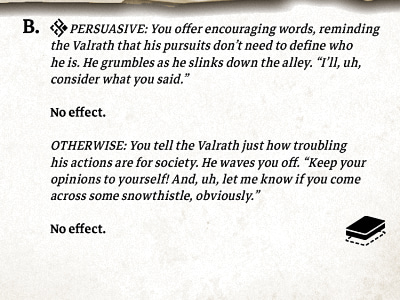 B. PERSUASIVE: You offer encouraging words, reminding
the Valrath that his pursuits don’t need to define who
he is. He grumbles as he slinks down the alley. “I’ll, uh,
consider what you said.”
No effect.
OTHERWISE: You tell the Valrath just how troubling
his actions are for society. He waves you off. “Keep your
opinions to yourself! And, uh, let me know if you come
across some snowthistle, obviously.”
No effect.